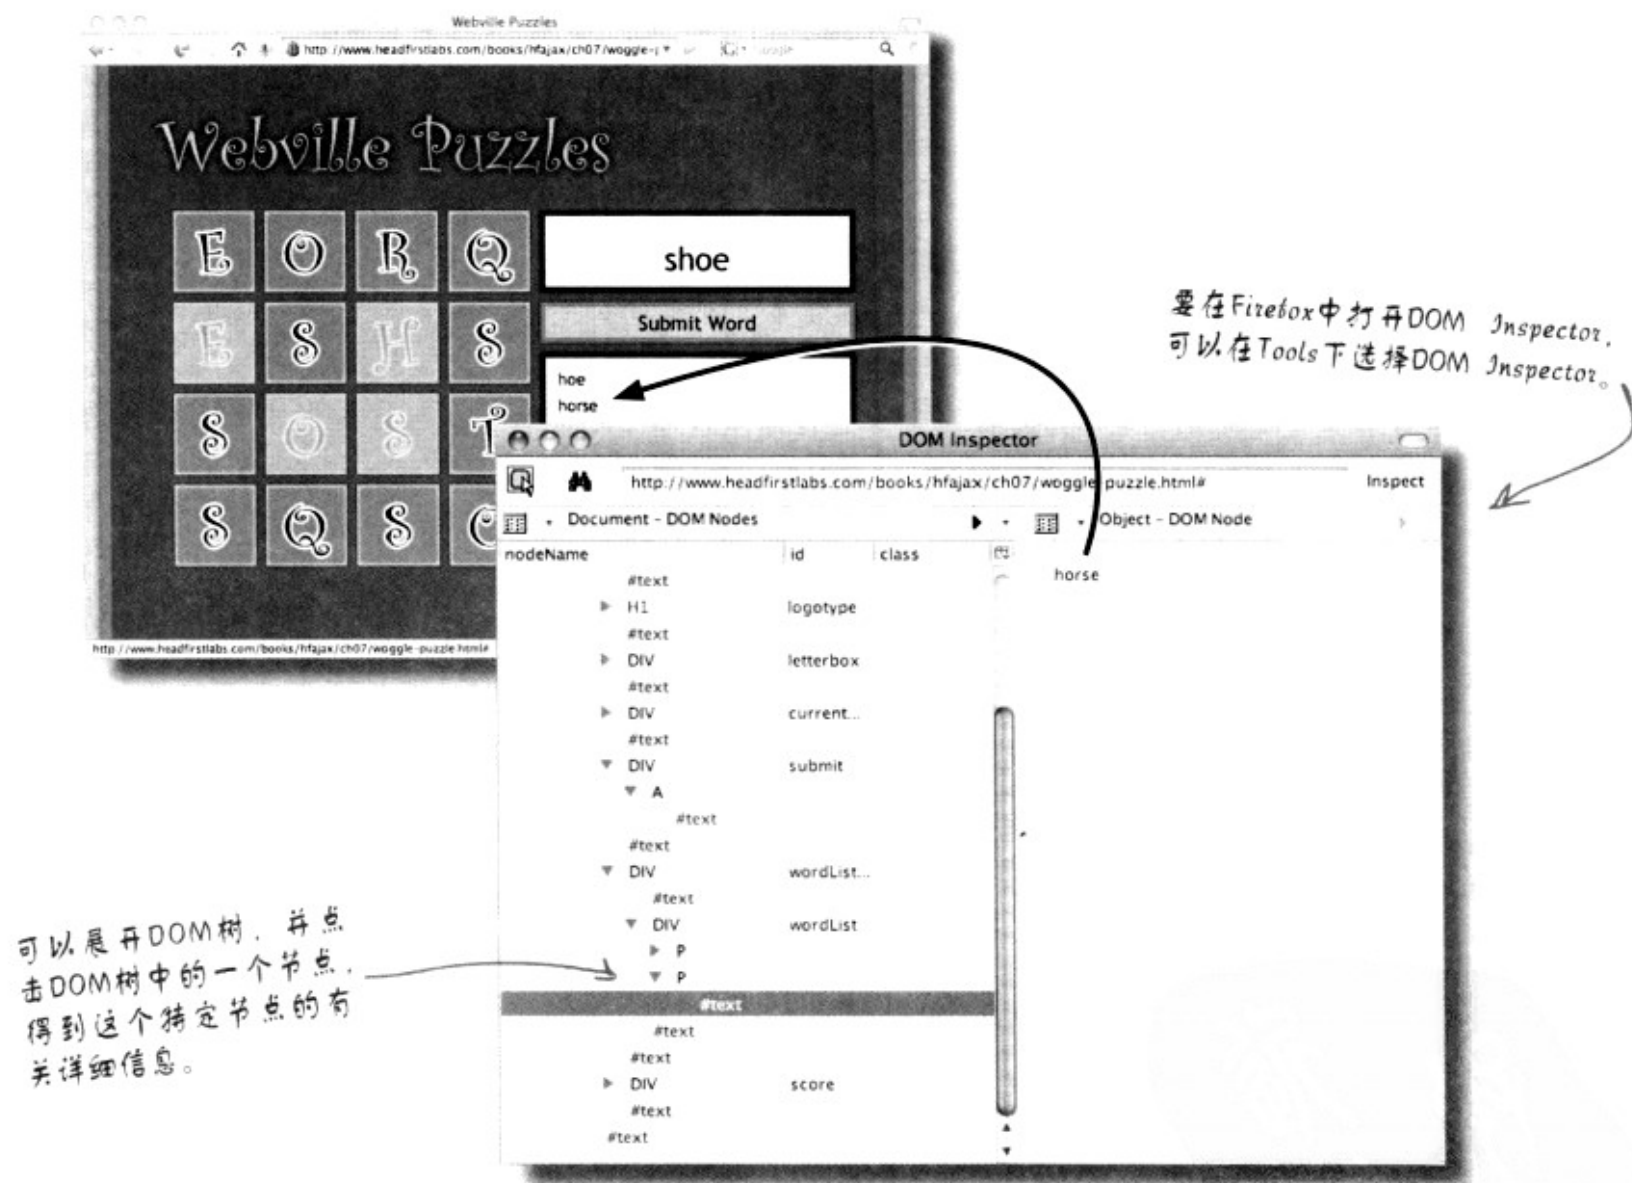 Webville Puzzles
http://www.headfirstlabs.com/books/hfajax/ch07/woggle-p
Webville Puzzles
E O R Q
shoe
E S H S
Submit Word
hoe
horse
S O S T
S Q S
http://www.headfirstlabs.com/books/hfajax/ch07/woggle-puzzle.html#
要在Firefox中打开DOM Inspector,
可以在Tools下选择DOM Inspector。
DOM Inspector
http://www.headfirstlabs.com/books/hfajax/ch07/woggle-puzzle.html# Inspect
Document - DOM Nodes
Object - DOM Node
nodeName id class
horse
#text
H1 logotype
#text
DIV letterbox
#text
DIV current...
#text
DIV submit
A
#text
#text
DIV wordList...
#text
DIV wordList
P
P
#text
#text
#text
DIV score
#text
#text
可以展开DOM树,并点
击DOM树中的一个节点,
得到这个特定节点的有
关详细信息。